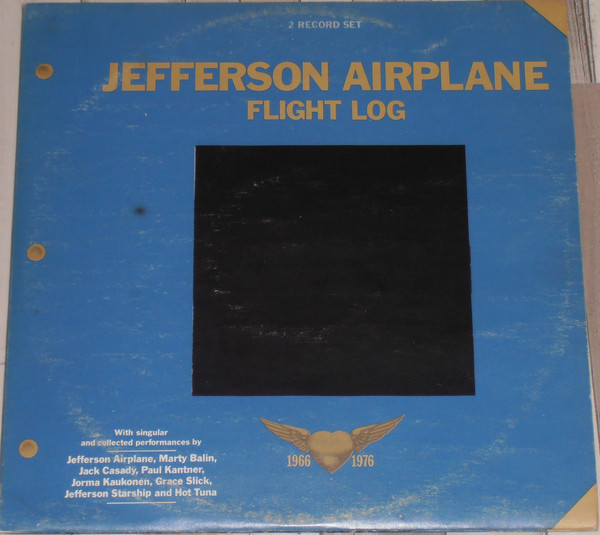 2 RECORD SET
JEFFERSON AIRPLANE
FLIGHT LOG
With singular
and collected performances by
Jefferson Airplane, Marty Balin,
Jack Casady, Paul Kantner,
Jorma Kaukonen, Grace Slick,
Jefferson Starship and Hot Tuna
1966 1976